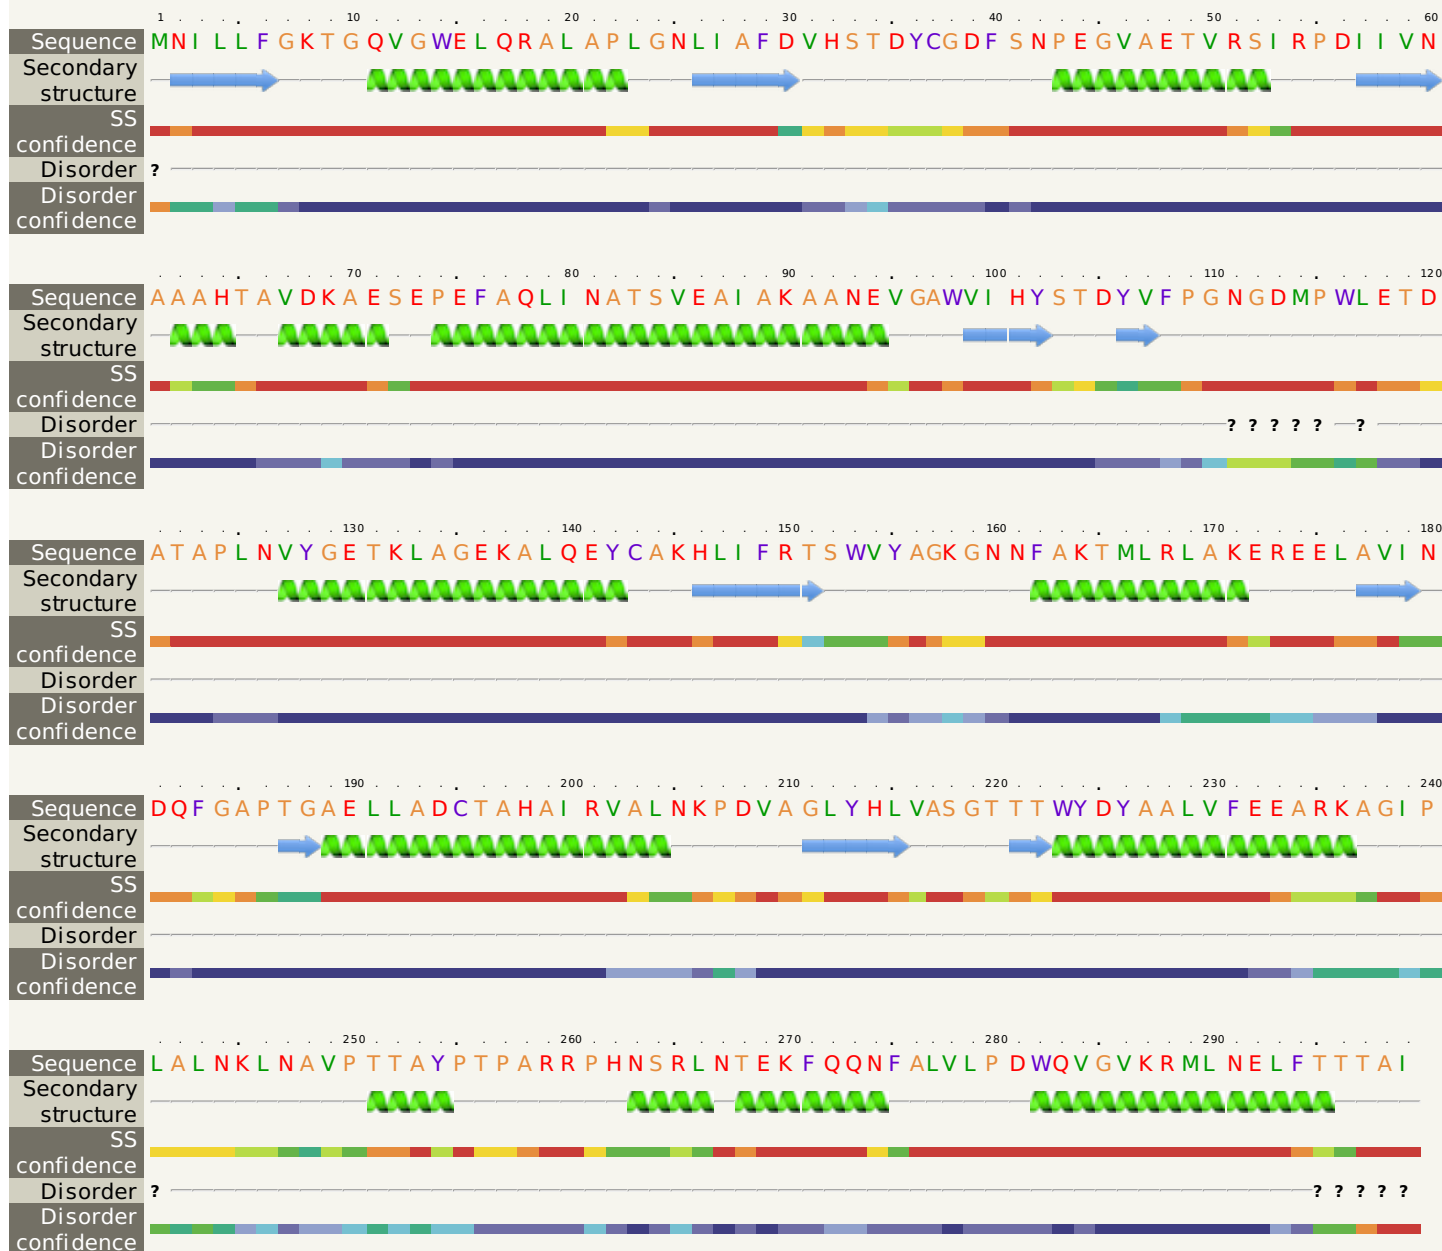 1 . . . . . . . . 10 . . . . . . . . . 20 . . . . . . . . . 30 . . . . . . . . . 40 . . . . . . . . . 50 . . . . . . . . . 60
Sequence MNILLFGKTGQVGWELQRALAPLGNLIAFDVHSTDYCGDFSNPEGVAETVRSIRPDIIVN
Secondary
structure
SS
confidence
Disorder ?
Disorder
confidence
. . . . . . . . . 70 . . . . . . . . . 80 . . . . . . . . . 90 . . . . . . . . . 100 . . . . . . . . . 110 . . . . . . . . . 120
Sequence AAAHTAVDKAESEPEFAQLINATSVEAIAKAANEVGAWVIHYSTDYVFPGNGDMPWLETD
Secondary
structure
SS
confidence
Disorder ? ? ? ? ? ?
Disorder
confidence
. . . . . . . . . 130 . . . . . . . . . 140 . . . . . . . . . 150 . . . . . . . . . 160 . . . . . . . . . 170 . . . . . . . . . 180
Sequence ATAPLNVYGETKLAGEKALQEYCAKHLIFRTSWVYAGKGNNFAKTMLRLAKEREELAVIN
Secondary
structure
SS
confidence
Disorder
Disorder
confidence
. . . . . . . . . 190 . . . . . . . . . 200 . . . . . . . . . 210 . . . . . . . . . 220 . . . . . . . . . 230 . . . . . . . . . 240
Sequence DQFGAPTGAELLADCTAHAIRVALNKPDVAGLYHLVASGTTTWYDYAALVFEEARKAGIP
Secondary
structure
SS
confidence
Disorder
Disorder
confidence
. . . . . . . . . 250 . . . . . . . . . 260 . . . . . . . . . 270 . . . . . . . . . 280 . . . . . . . . . 290 . . . . . . . . .
Sequence LALNKLNAVPTTAYPTPARRPHNSRLNTEKFQQNFALVLPDWQVGVKRMLNELFTTTAI
Secondary
structure
SS
confidence
Disorder ? ? ? ? ? ?
Disorder
confidence